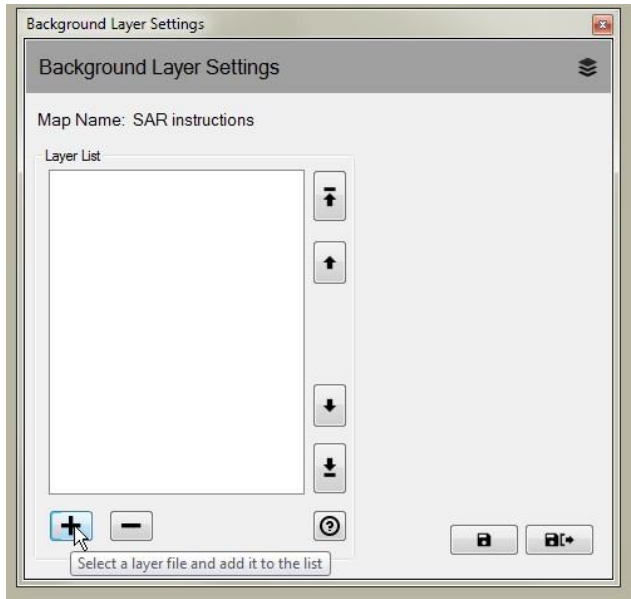 Background Layer Settings
Background Layer Settings
Map Name: SAR instructions
Layer List
Select a layer file and add it to the list